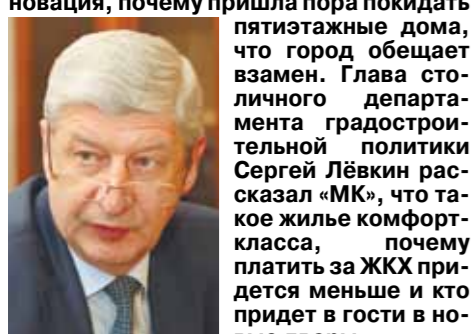 новация, почему пришла пора покидать
пятиэтажные дома,
что город обещает
взамен. Глава сто-
личного департа-
мента градострои-
тельной политики
Сергей Лёвкин рас-
сказал «МК», что та-
кое жилье комфорт-
класса, почему
платить за ЖКХ при-
дется меньше и кто
придет в гости в но-